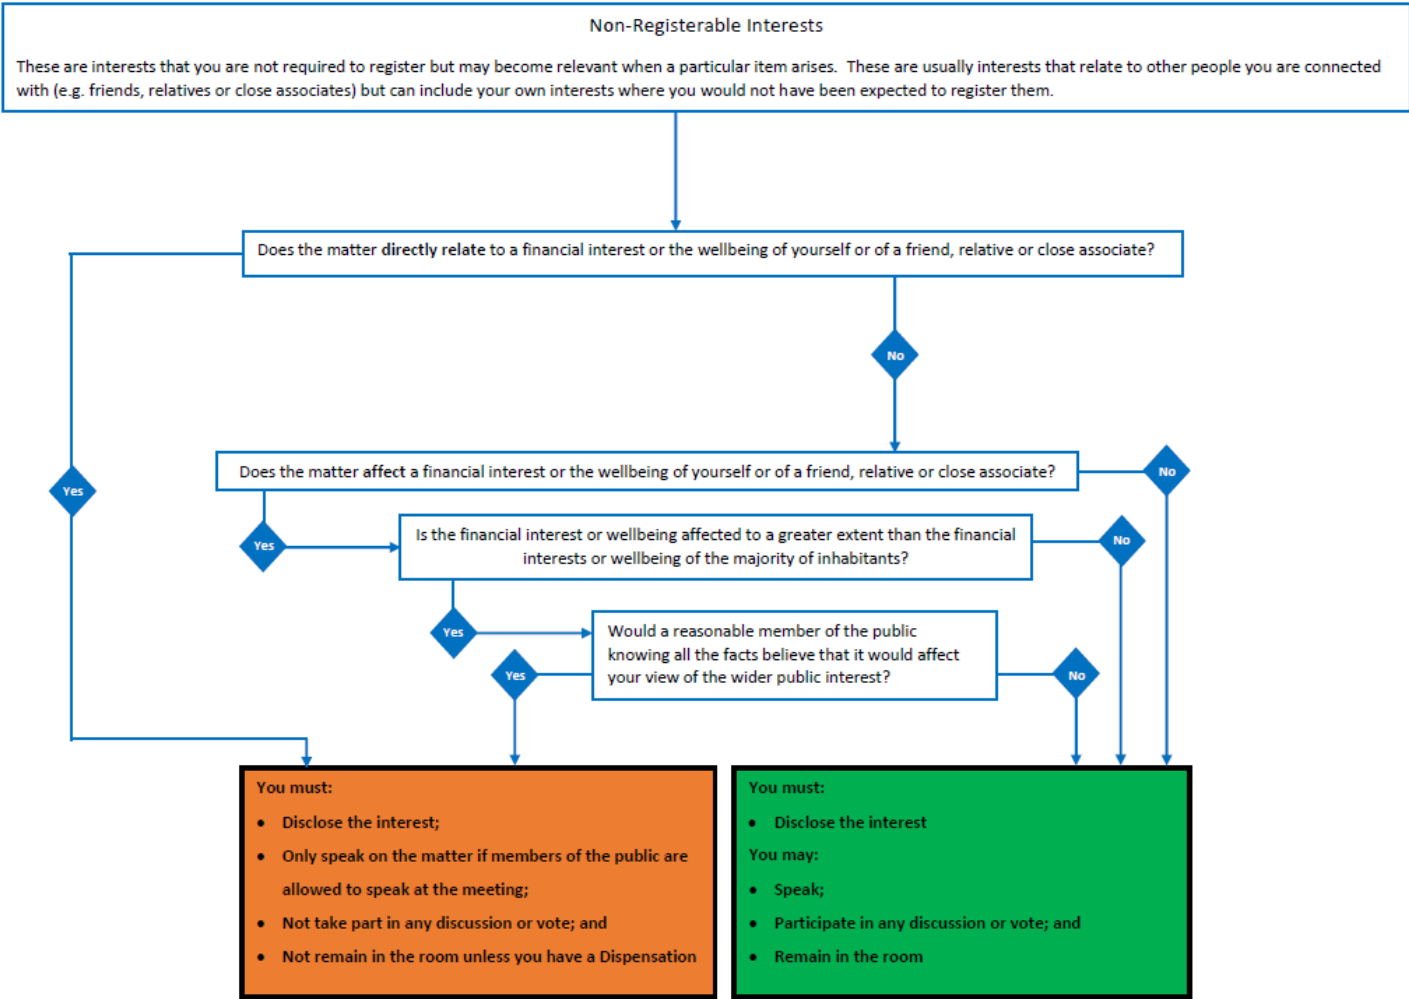 Non-Registerable Interests
These are interests that you are not required to register but may become relevant when a particular item arises.  These are usually interests that relate to other people you are connected
with (e.g. friends, relatives or close associates) but can include your own interests where you would not have been expected to register them.
Does the matter directly relate to a financial interest or the wellbeing of yourself or of a friend, relative or close associate?
No
Does the matter affect a financial interest or the wellbeing of yourself or of a friend, relative or close associate?
No
Yes
Yes
Is the financial interest or wellbeing affected to a greater extent than the financial
interests or wellbeing of the majority of inhabitants?
No
Yes
Would a reasonable member of the public
knowing all the facts believe that it would affect
your view of the wider public interest?
Yes
No
You must:
• Disclose the interest;
• Only speak on the matter if members of the public are
allowed to speak at the meeting;
• Not take part in any discussion or vote; and
• Not remain in the room unless you have a Dispensation
You must:
• Disclose the interest
You may:
• Speak;
• Participate in any discussion or vote; and
• Remain in the room